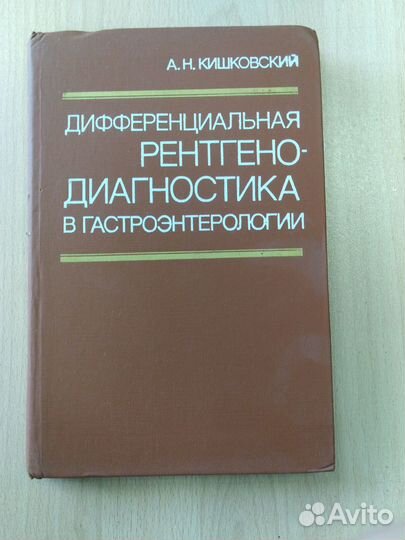 А.Н. КИШКОВСКИЙ
ДИФФЕРЕНЦИАЛЬНАЯ
РЕНТГЕНО-
ДИАГНОСТИКА
В ГАСТРОЭНТЕРОЛОГИИ
Avito